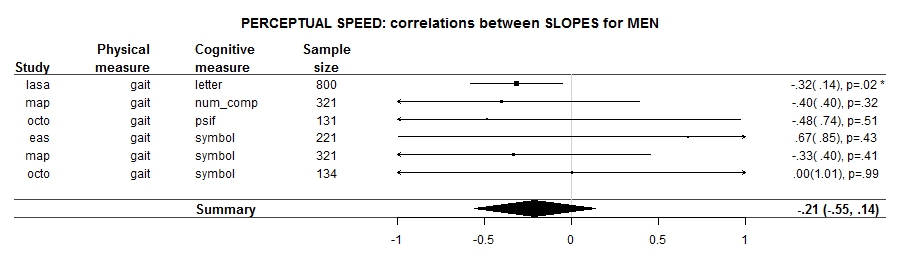 PERCEPTUAL SPEED: correlations between SLOPES for MEN
Physical Cognitive Sample
Study measure measure size
lasa gait letter 800 -.32( .14), p=.02 *
map gait num_comp 321 -.40( .40), p=.32
octo gait psif 131 -.48( .74), p=.51
eas gait symbol 221 .67( .85), p=.43
map gait symbol 321 -.33( .40), p=.41
octo gait symbol 134 .00(1.01), p=.99
Summary -.21 (-.55, .14)
-1 -0.5 0 0.5 1